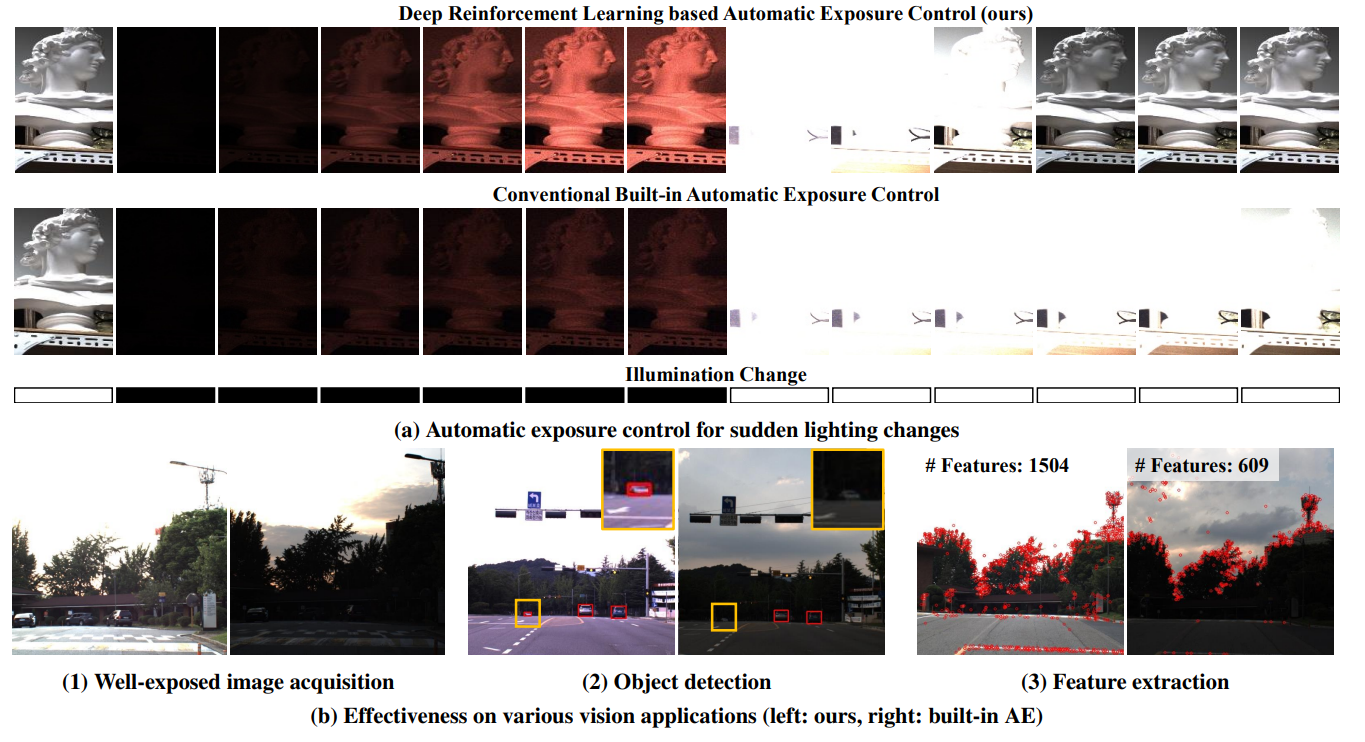 Deep Reinforcement Learning based Automatic Exposure Control (ours)
Conventional Built-in Automatic Exposure Control
Illumination Change
(a) Automatic exposure control for sudden lighting changes
# Features: 1504
# Features: 609
(1) Well-exposed image acquisition
(2) Object detection
(3) Feature extraction
(b) Effectiveness on various vision applications (left: ours, right: built-in AE)